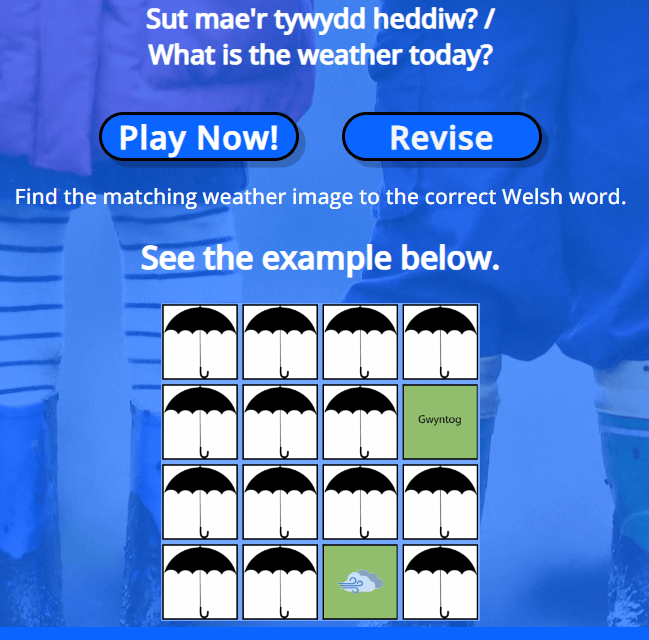 Sut mae'r tywydd heddiw? /
What is the weather today?
Play Now! Revise
Find the matching weather image to the correct Welsh word.
See the example below.
Gwyntog